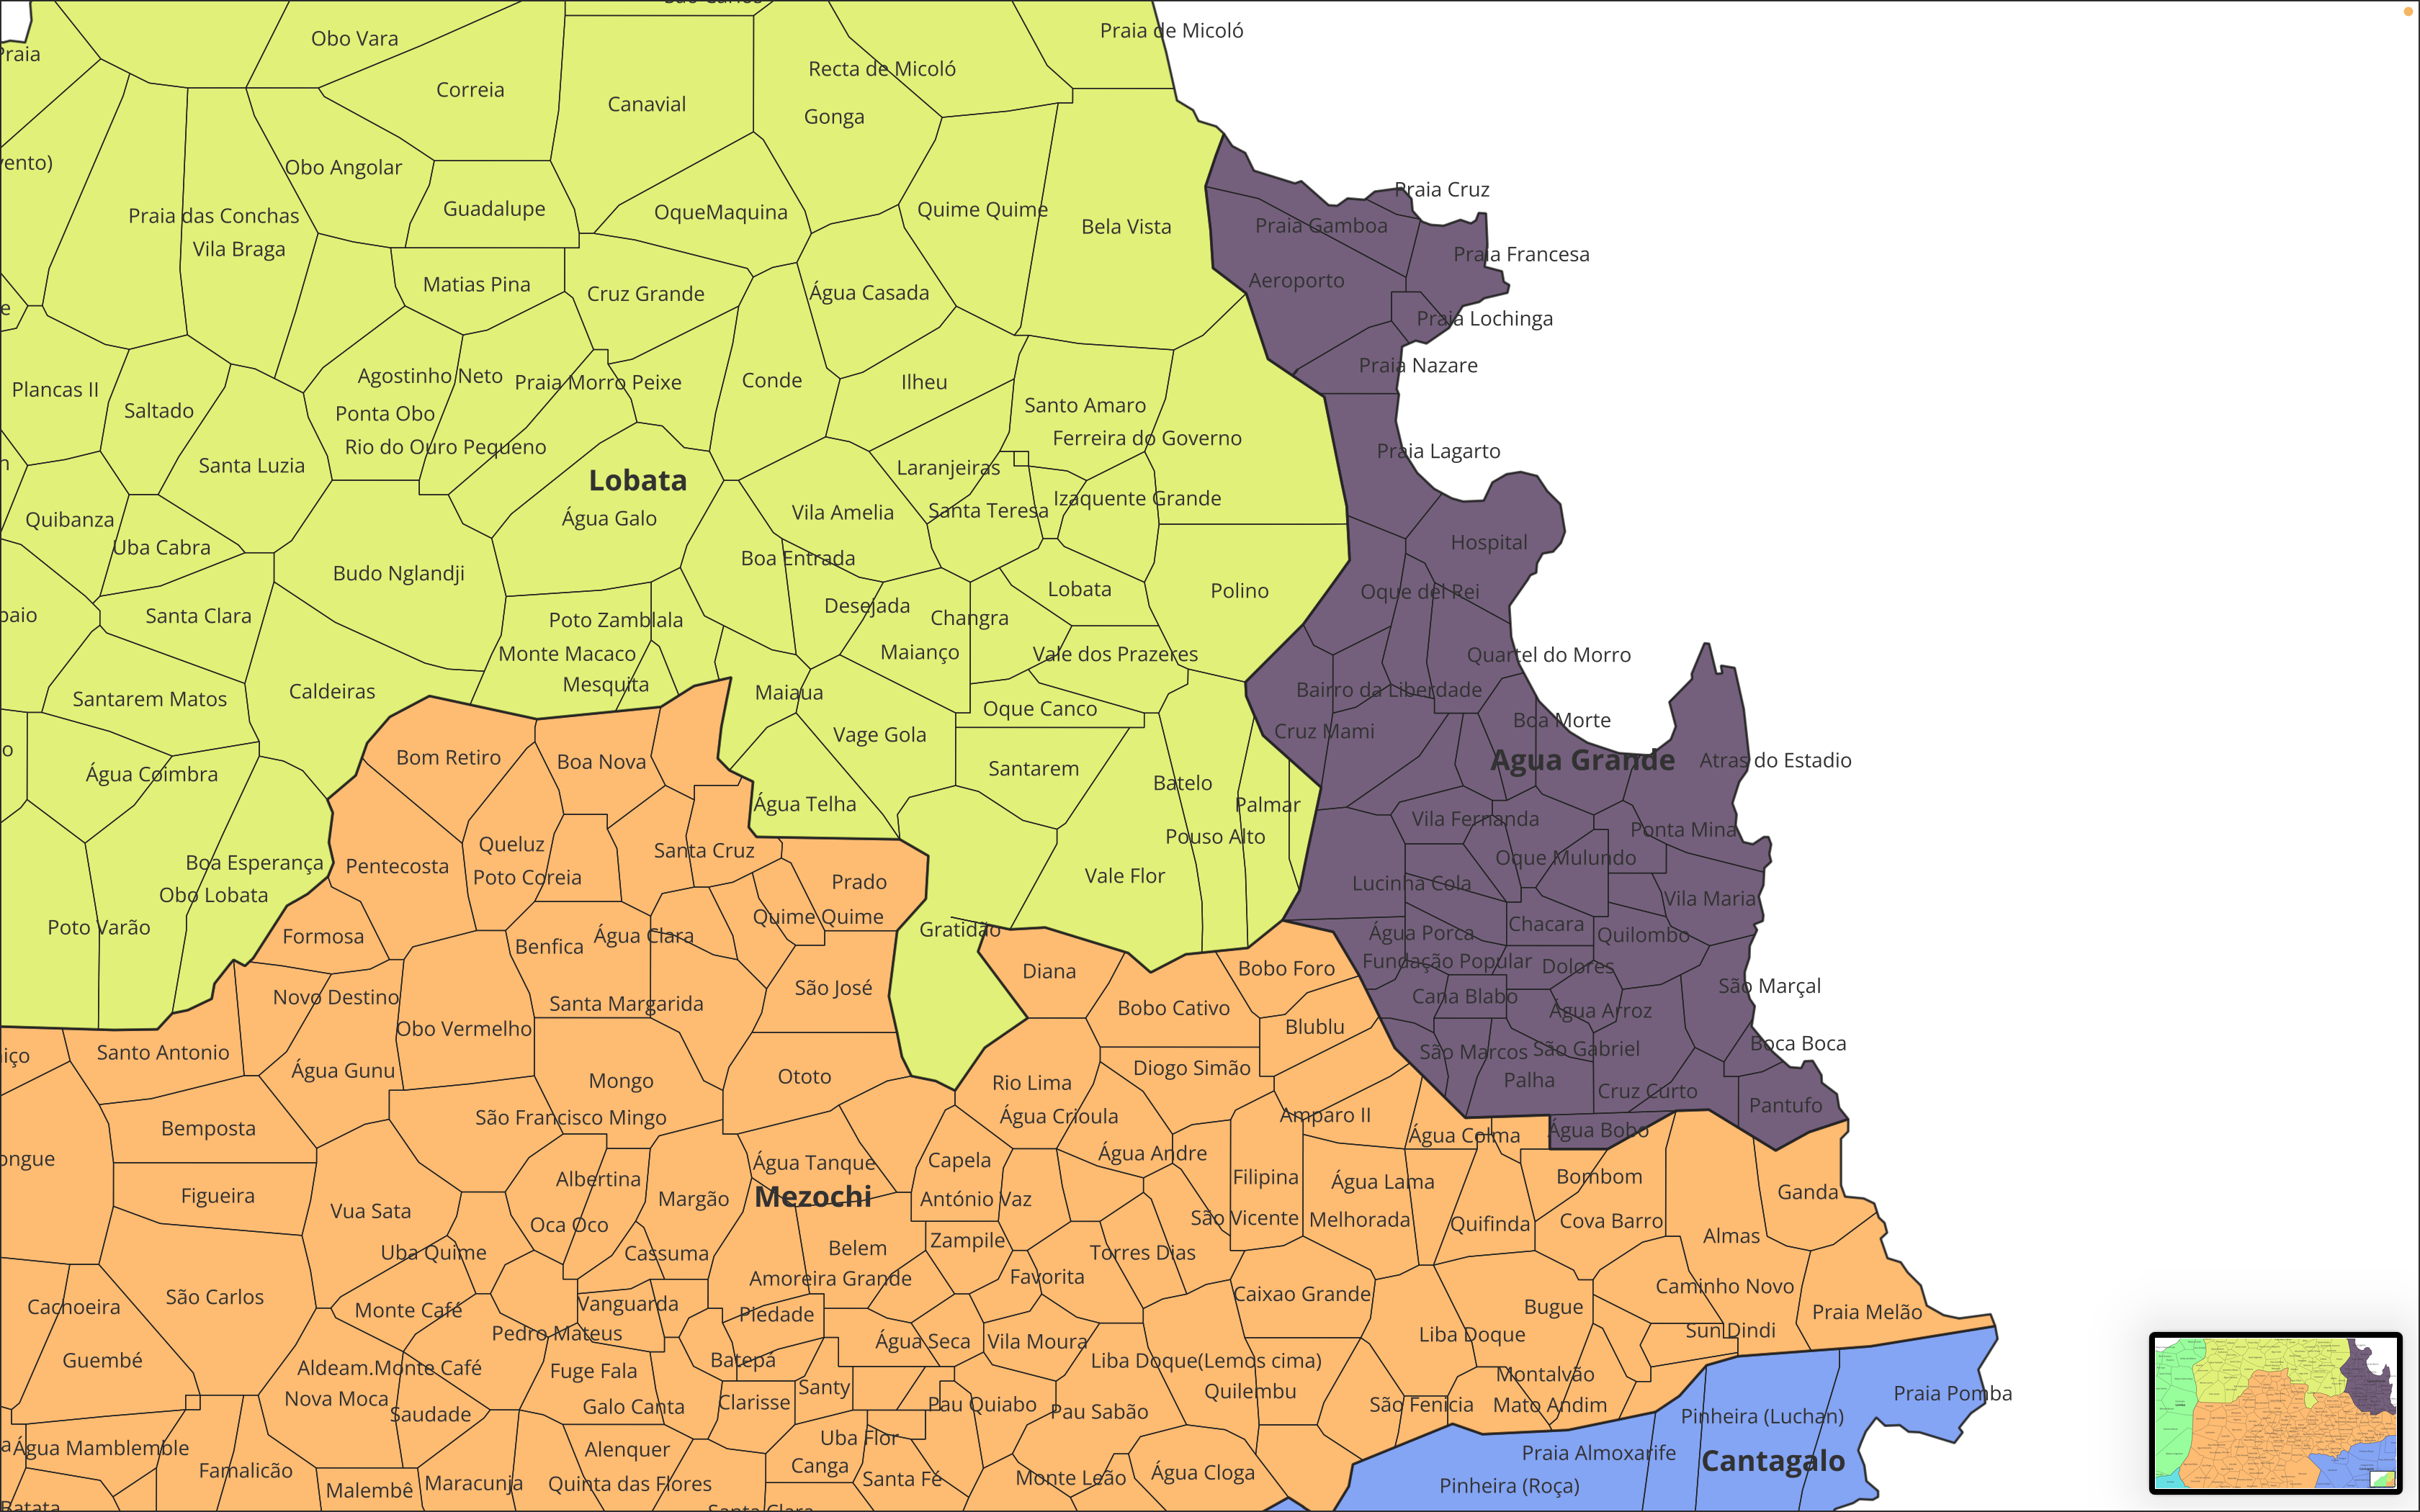 Praia de Micoló
Obo Vara
Praia
Recta de Micoló
Correia
Canavial
Gonga
Obo Angolar
Praia Cruz
Guadalupe
OqueMaquina
Quime Quime
Praia das Conchas
Bela Vista
Praia Gamboa
Vila Braga
Praia Francesa
Aeroporto
Matias Pina
Cruz Grande
Água Casada
Praia Lochinga
Praia Nazare
Agostinho Neto
Praia Morro Peixe
Conde
Ilheu
Plancas II
Saltado
Ponta Obo
Santo Amaro
Ferreira do Governo
Rio do Ouro Pequeno
Praia Lagarto
Santa Luzia
Laranjeiras
Lobata
Izaquente Grande
Santa Teresa
Vila Amelia
Água Galo
Quibanza
Uba Cabra
Hospital
Boa Entrada
Budo Nglandji
Lobata
Polino
Oque del Rei
Desejada
Santa Clara
Poto Zamblala
Changra
Monte Macaco
Maianço
Vale dos Prazeres
Quartel do Morro
Mesquita
Caldeiras
Maiaua
Bairro da Liberdade
Santarem Matos
Oque Canco
Boa Morte
Vage Gola
Cruz Mami
Bom Retiro
Boa Nova
Agua Grande
Atras do Estadio
Água Coimbra
Santarem
Batelo
Água Telha
Palmar
Vila Fernanda
Ponta Mina
Pouso Alto
Queluz
Santa Cruz
Oque Mulundo
Boa Esperança
Pentecosta
Poto Coreia
Prado
Vale Flor
Lucinha Cola
Obo Lobata
Vila Maria
Quime Quime
Poto Varão
Formosa
Benfica
Água Clara
Gratidão
Água Porca
Chacara
Quilombo
Fundação Popular
Dolores
Diana
Bobo Foro
São José
São Marçal
Novo Destino
Santa Margarida
Bobo Cativo
Cana Blabo
Água Arroz
Obo Vermelho
Blublu
Santo Antonio
São Marcos
São Gabriel
Boca Boca
Água Gunu
Mongo
Ototo
Rio Lima
Diogo Simão
Palha
Cruz Curto
Pantufo
São Francisco Mingo
Água Crioula
Amparo II
Bemposta
Água Colma
Água Bobo
Água Tanque
Capela
Água Andre
Albertina
Filipina
Água Lama
Bombom
Figueira
Margão
Mezochi
António Vaz
Ganda
Vua Sata
Oca Oco
São Vicente
Melhorada
Quifinda
Cova Barro
Almas
Uba Quime
Cassuma
Belem
Zampile
Torres Dias
Amoreira Grande
Favorita
Caminho Novo
São Carlos
Caixao Grande
Cachoeira
Monte Café
Vanguarda
Piedade
Bugue
Praia Melão
Pedro Mateus
Água Seca
Vila Moura
Liba Doque
Sun Dindi
Guembé
Aldeam.Monte Café
Fuge Fala
Batepá
Liba Doque(Lemos cima)
Montalvão
Nova Moca
Santy
Quilembu
Praia Pomba
Saudade
Galo Canta
Clarisse
Pau Quiabo
Pau Sabão
São Fenicia
Mato Andim
Pinheira (Luchan)
Água Mamblemble
Alenquer
Uba Flor
Praia Almoxarife
Cantagalo
Famalicão
Canga
Malembê
Maracunja
Quinta das Flores
Santa Fé
Monte Leão
Água Cloga
Pinheira (Roça)
Santa Clara